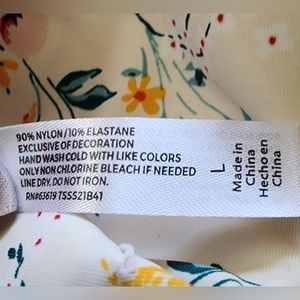 90% NYLON/10% ELASTANE
EXCLUSIVE OF DECORATION
HAND WASH COLD WITH LIKE COLORS
ONLY NON CHLORINE BLEACH IF NEEDED
LINE DRY, DO NOT IRON.
RN#63619 TSSS21B41
L
Made in
China
Hecho en
China